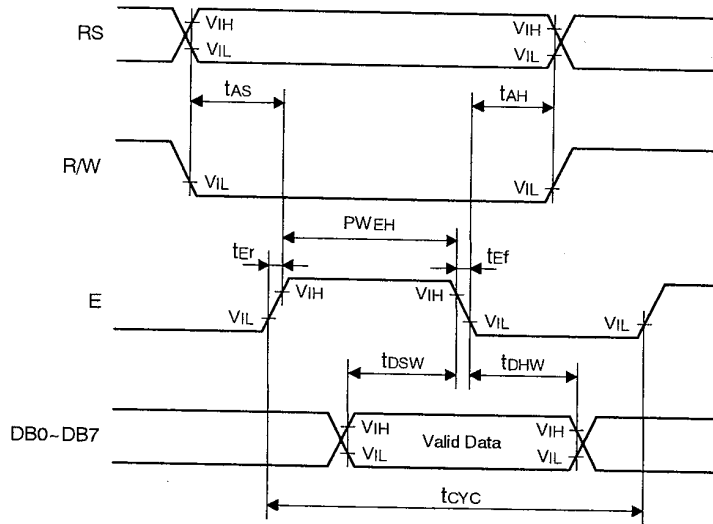 RS
VIH
VIL
VIH
VIL
tAS
tAH
R/W
VIL
VIL
PWEH
tEr
tEf
E
VIH
VIH
VIL
VIL
VIL
tDSW
tDHW
DB0~DB7
VIH
VIL
Valid Data
VIH
VIL
tCYC